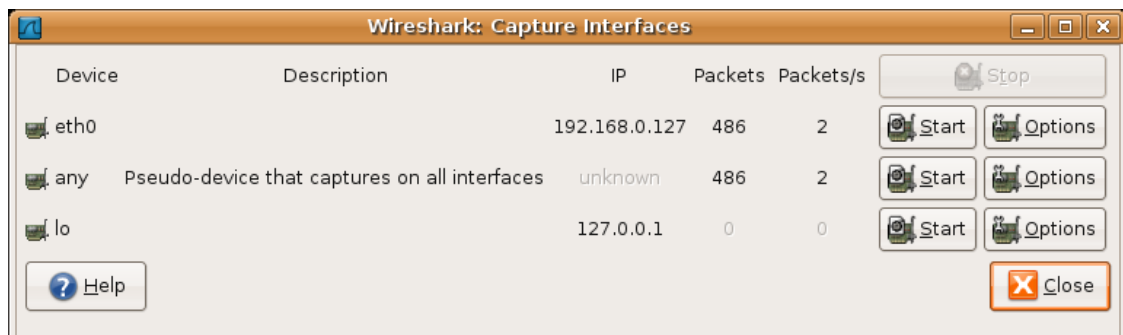 Wireshark: Capture Interfaces
Device Description IP Packets Packets/s Stop
eth0 192.168.0.127 486 2 Start Options
any Pseudo-device that captures on all interfaces unknown 486 2 Start Options
lo 127.0.0.1 0 0 Start Options
Help Close